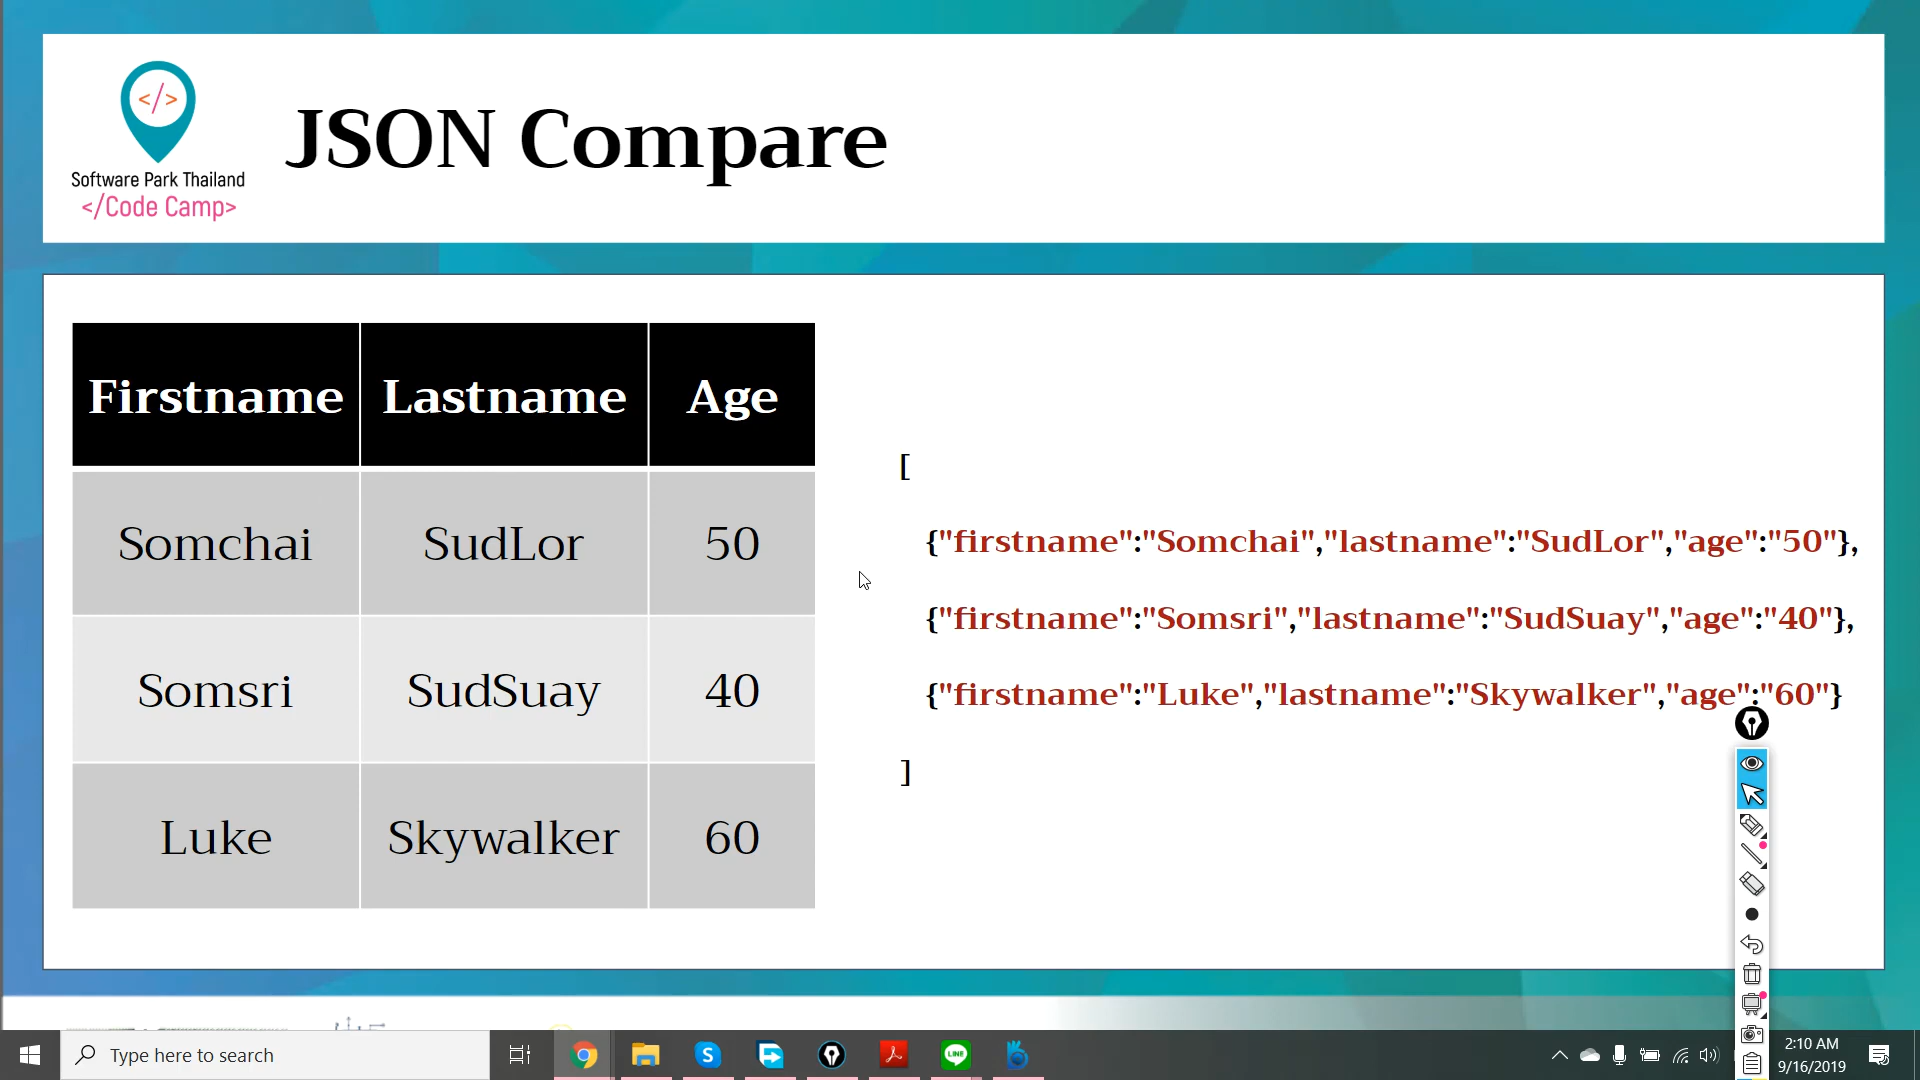 </>
Software Park Thailand
</Code Camp>
JSON Compare
Firstname Lastname Age
Somchai SudLor 50
Somsri SudSuay 40
Luke Skywalker 60
[
{"firstname":"Somchai","lastname":"SudLor","age":"50"},
{"firstname":"Somsri","lastname":"SudSuay","age":"40"},
{"firstname":"Luke","lastname":"Skywalker","age":"60"}
]
Type here to search
LINE
2:10 AM
9/16/2019